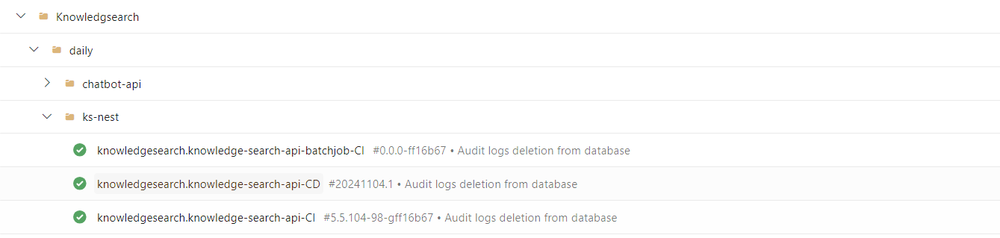 Knowledgsearch
daily
chatbot-api
ks-nest
knowledgesearch.knowledge-search-api-batchjob-CI #0.0.0-ff16b67 • Audit logs deletion from database
knowledgesearch.knowledge-search-api-CD #20241104.1 • Audit logs deletion from database
knowledgesearch.knowledge-search-api-CI #5.5.104-98-gff16b67 • Audit logs deletion from database